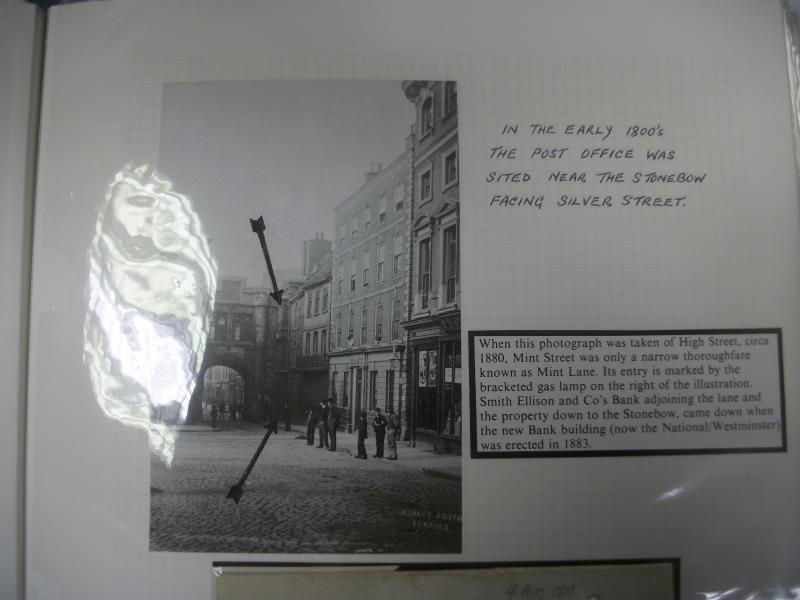 IN THE EARLY 1800's
THE POST OFFICE WAS
SITED NEAR THE STONEBOW
FACING SILVER STREET.
When this photograph was taken of High Street, circa
1880, Mint Street was only a narrow thoroughfare
known as Mint Lane. Its entry is marked by the
bracketed gas lamp on the right of the illustration.
Smith Ellison and Co's Bank adjoining the lane and
the property down to the Stonebow, came down when
the new Bank building (now the National/Westminster)
was erected in 1883.
4 Aug 1811